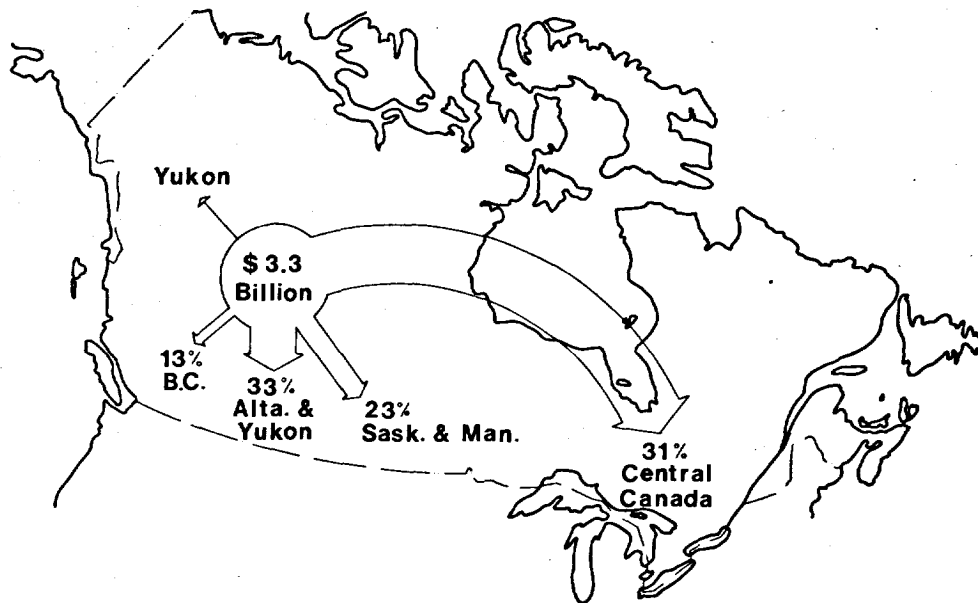 Yukon
$3.3
Billion
13%
B.C.
33%
Alta. &
Yukon
23%
Sask. & Man.
31%
Central
Canada